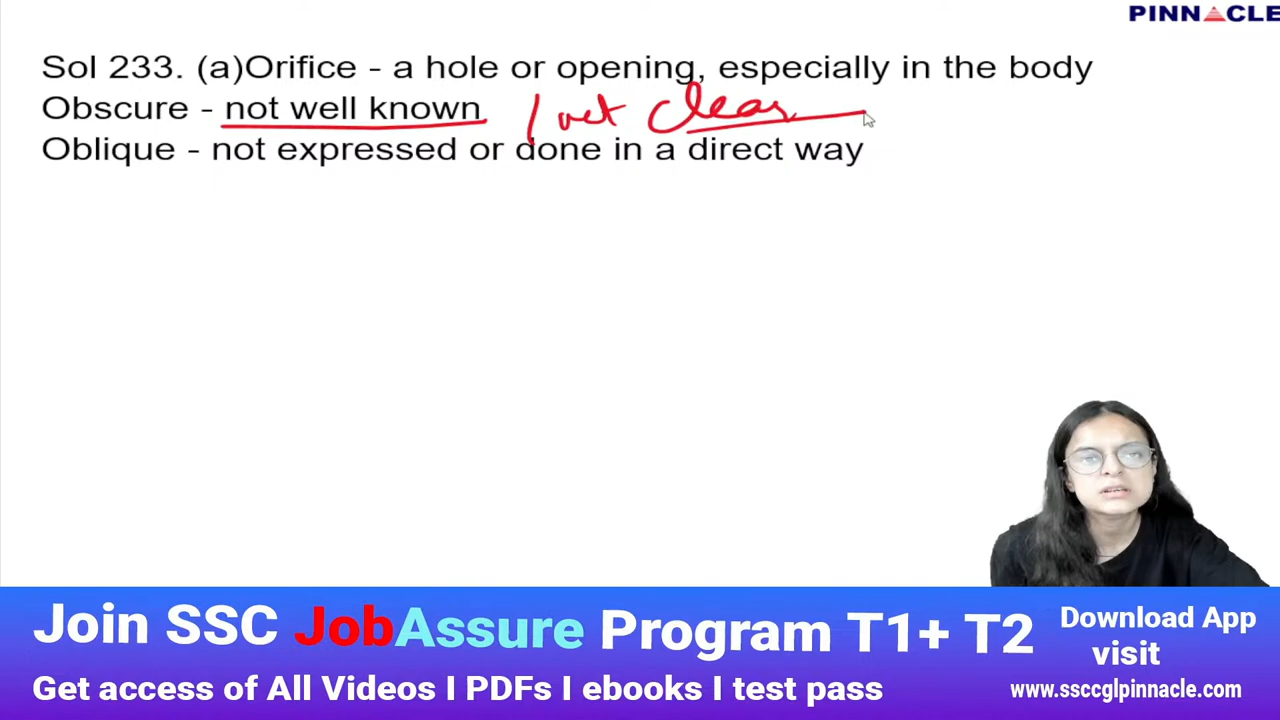 PINNACLE
Sol 233. (a)Orifice - a hole or opening, especially in the body
Obscure - not well known / not clear
Oblique - not expressed or done in a direct way
Join SSC JobAssure Program T1+ T2
Get access of All Videos I PDFs I ebooks I test pass
Download App
visit
www.ssccglpinnacle.com